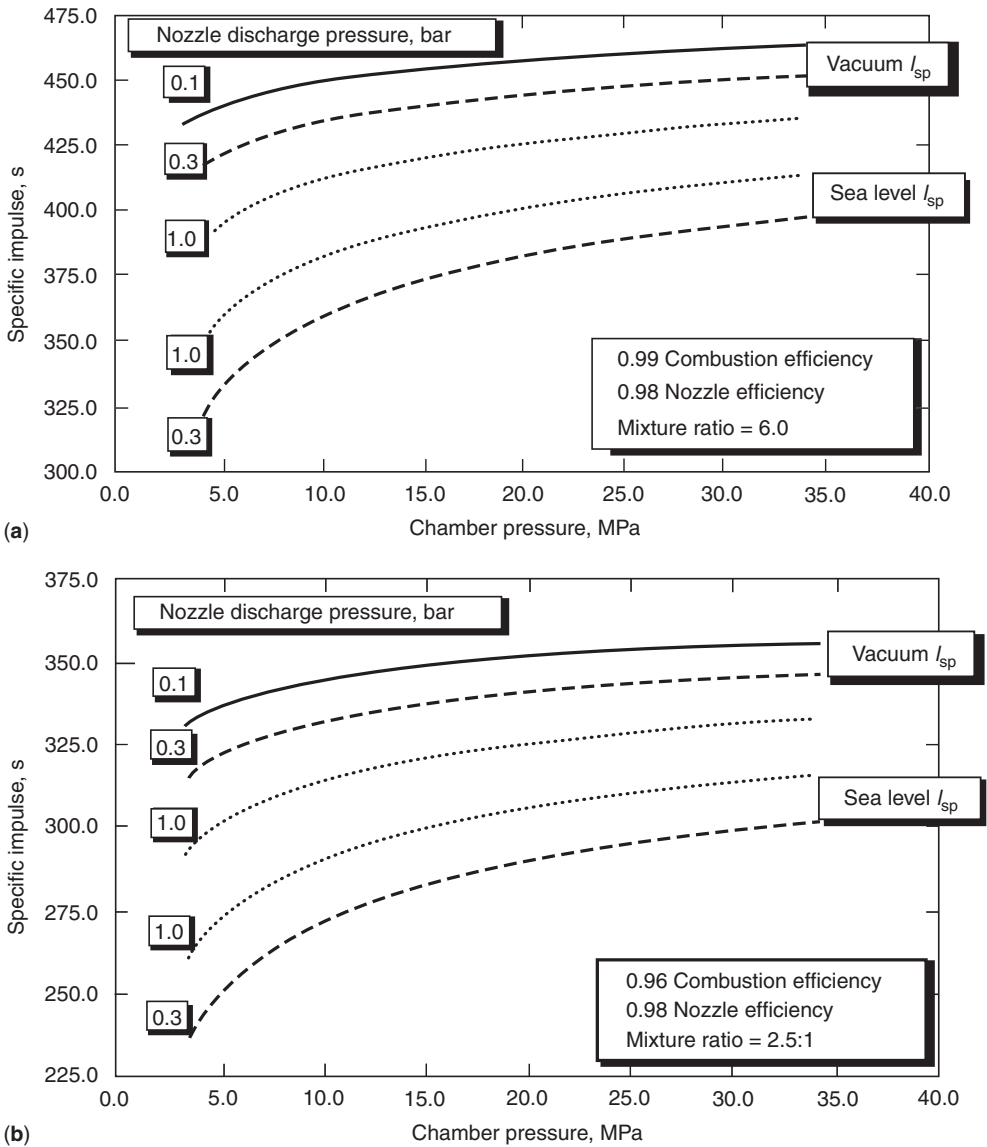 475.0
Nozzle discharge pressure, bar
450.0
0.1
Vacuum Isp
425.0
0.3
400.0
1.0
Sea level Isp
375.0
350.0
1.0
325.0
0.3
300.0
0.99 Combustion efficiency
0.98 Nozzle efficiency
Mixture ratio = 6.0
0.0 5.0 10.0 15.0 20.0 25.0 30.0 35.0 40.0
Specific impulse, s
Chamber pressure, MPa
(a)
375.0
Nozzle discharge pressure, bar
350.0
0.1
Vacuum Isp
325.0
0.3
300.0
1.0
Sea level Isp
275.0
1.0
250.0
0.3
225.0
0.96 Combustion efficiency
0.98 Nozzle efficiency
Mixture ratio = 2.5:1
0.0 5.0 10.0 15.0 20.0 25.0 30.0 35.0 40.0
Specific impulse, s
Chamber pressure, MPa
(b)